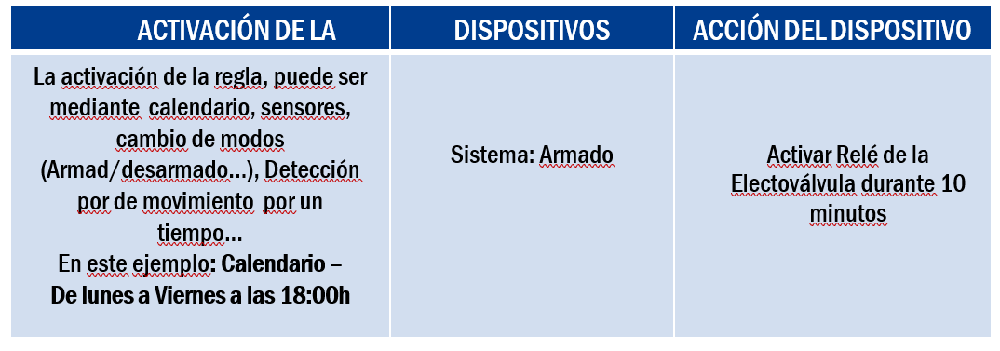 ACTIVACIÓN DE LA
DISPOSITIVOS
ACCIÓN DEL DISPOSITIVO
La activación de la regla, puede ser
mediante calendario, sensores,
cambio de modos
(Armad/desarmado...), Detección
por de movimiento por un
tiempo...
En este ejemplo: Calendario –
De lunes a Viernes a las 18:00h
Sistema: Armado
Activar Relé de la
Electoválvula durante 10
minutos